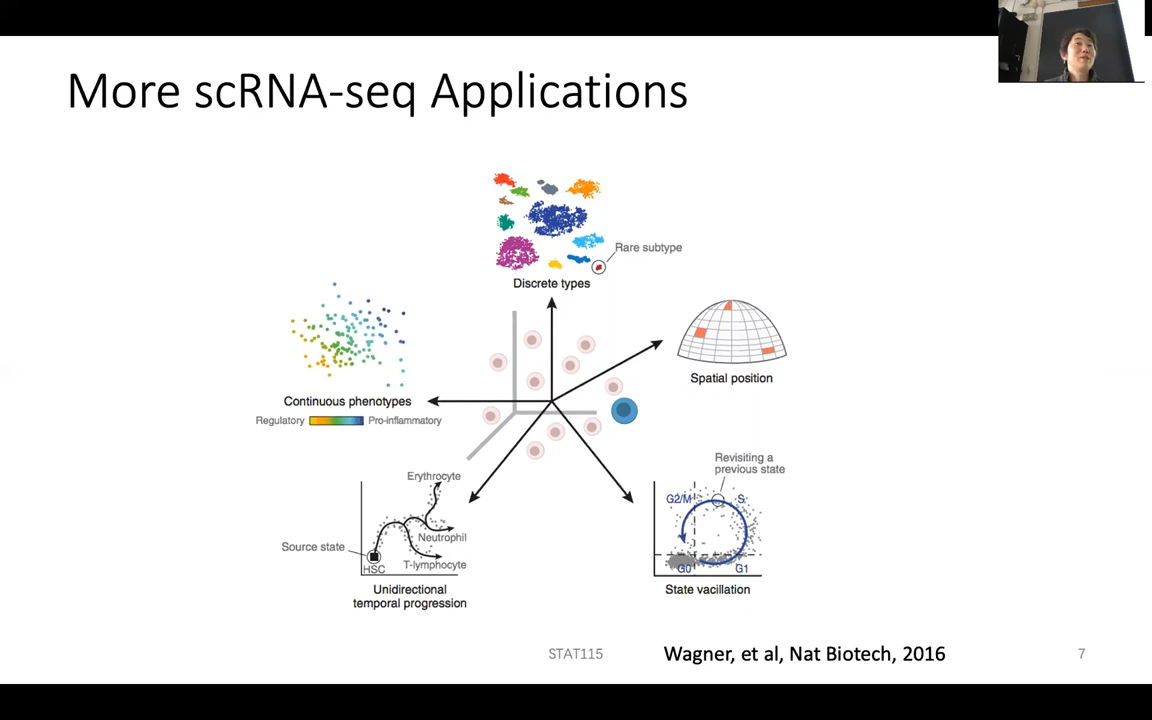 More scRNA-seq Applications
Rare subtype
Discrete types
Spatial position
Continuous phenotypes
Regulatory
Pro-inflammatory
Erythrocyte
Neutrophil
Source state
HSC
T-lymphocyte
Unidirectional
temporal progression
Revisiting a
previous state
G2/M
S
G0
G1
State vacillation
STAT115
Wagner, et al, Nat Biotech, 2016
7